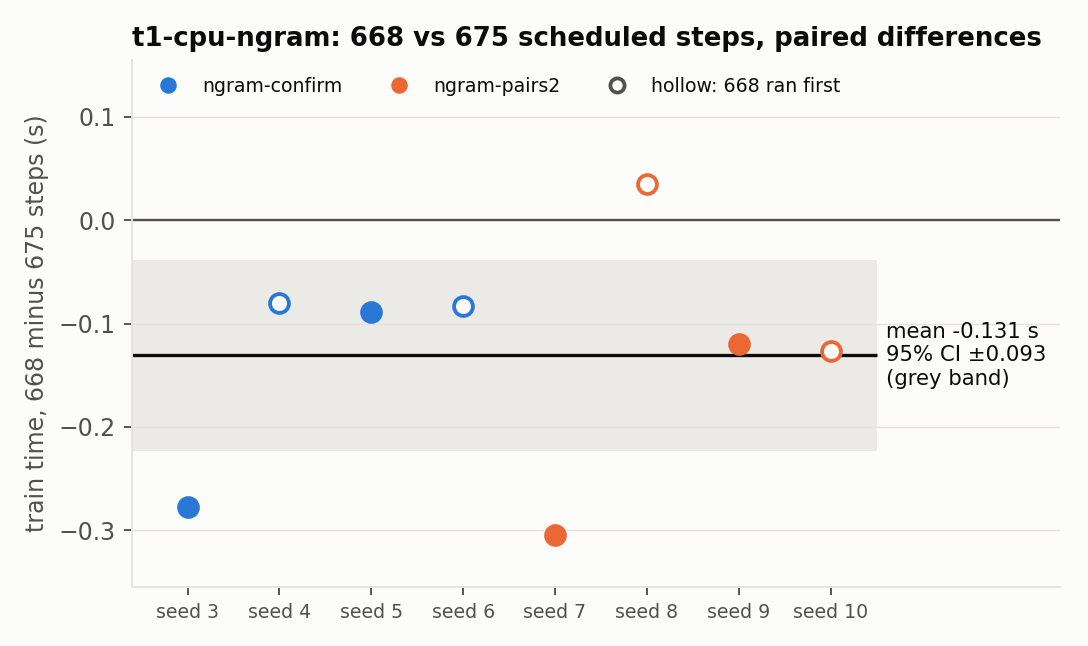 t1-cpu-ngram: 668 vs 675 scheduled steps, paired differences
ngram-confirm
ngram-pairs2
hollow: 668 ran first
train time, 668 minus 675 steps (s)
0.1
0.0
−0.1
−0.2
−0.3
mean -0.131 s
95% CI ±0.093
(grey band)
seed 3
seed 4
seed 5
seed 6
seed 7
seed 8
seed 9
seed 10